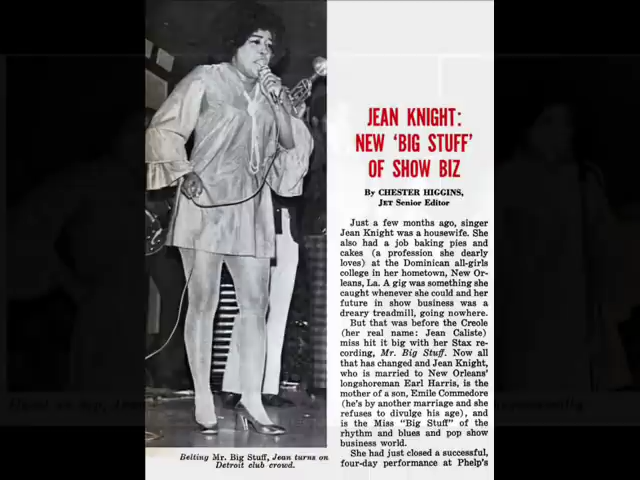 JEAN KNIGHT:
NEW 'BIG STUFF'
OF SHOW BIZ
By CHESTER HIGGINS,
JET Senior Editor
Just a few months ago, singer
Jean Knight was a housewife. She
also had a job baking pies and
cakes (a profession she dearly
loves) at the Dominican all-girls
college in her hometown, New Or-
leans, La. A gig was something she
caught whenever she could and her
future in show business was a
dreary treadmill, going nowhere.
But that was before the Creole
(her real name: Jean Caliste)
miss hit it big with her Stax re-
cording, Mr. Big Stuff. Now all
that has changed and Jean Knight,
who is married to New Orleans'
longshoreman Earl Harris, is the
mother of a son, Emile Commedore
(he's by another marriage and she
refuses to divulge his age), and
is the Miss "Big Stuff" of the
rhythm and blues and pop show
business world.
She had just closed a successful,
four-day performance at Phelp's
Belting Mr. Big Stuff, Jean turns on
Detroit club crowd.